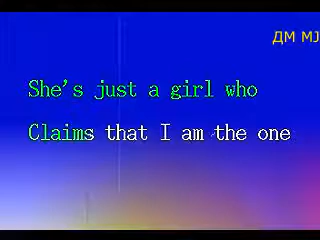 ДМ MJ
She's just a girl who
Claims that I am the one